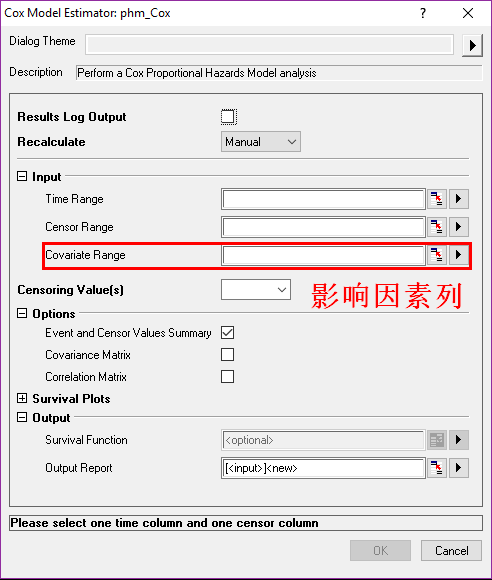 Cox Model Estimator: phm_Cox
Dialog Theme
Description Perform a Cox Proportional Hazards Model analysis
Results Log Output
Recalculate Manual
Input
Time Range
Censor Range
Covariate Range
Censoring Value(s)
影响因素列
Options
Event and Censor Values Summary
Covariance Matrix
Correlation Matrix
Survival Plots
Output
Survival Function <optional>
Output Report [<input>]<new>
Please select one time column and one censor column
OK Cancel